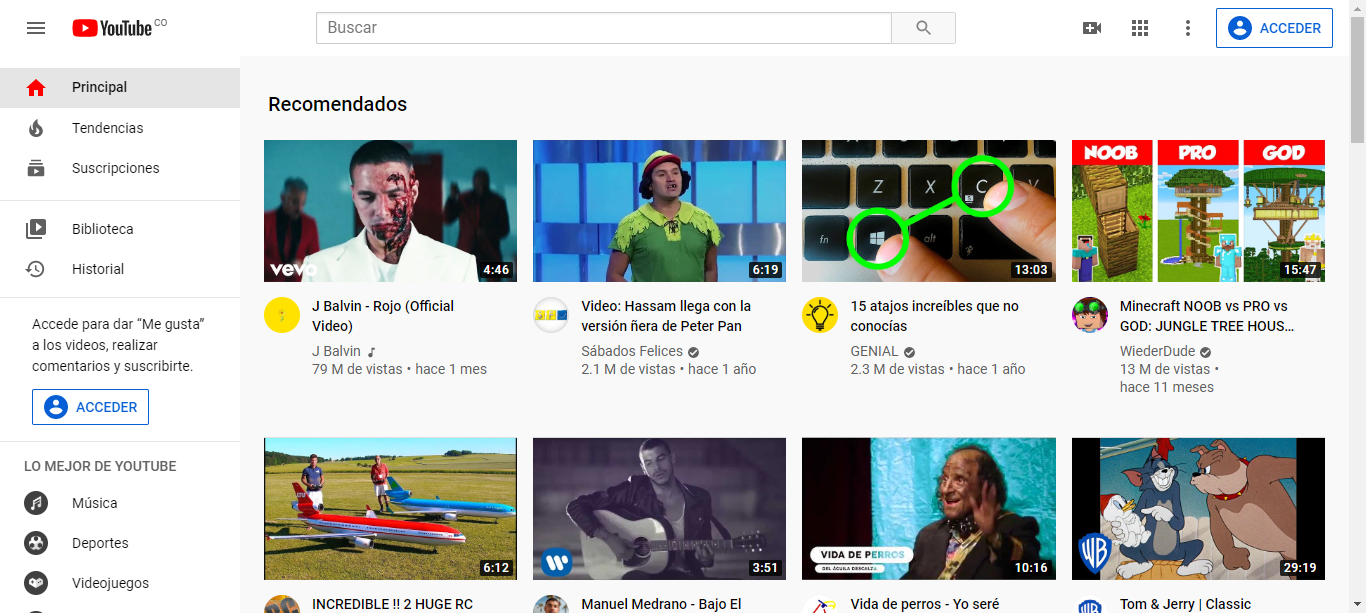 YouTube CO
Buscar
ACCEDER
Principal
Tendencias
Suscripciones
Biblioteca
Historial
Accede para dar “Me gusta”
a los videos, realizar
comentarios y suscribirte.
ACCEDER
LO MEJOR DE YOUTUBE
Música
Deportes
Videojuegos
Recomendados
vevo
4:46
J Balvin - Rojo (Official
Video)
J Balvin
79 M de vistas • hace 1 mes
6:19
Video: Hassam llega con la
versión ñera de Peter Pan
Sábados Felices
2.1 M de vistas • hace 1 año
Z X C V
fn alt
13:03
15 atajos increíbles que no
conocías
GENIAL
2.3 M de vistas • hace 1 año
NOOB PRO GOD
15:47
Minecraft NOOB vs PRO vs
GOD: JUNGLE TREE HOUS...
WiederDude
13 M de vistas •
hace 11 meses
6:12
INCREDIBLE !! 2 HUGE RC
3:51
Manuel Medrano - Bajo El
VIDA DE PERROS
DEL ÁGUILA DESCALZA
10:16
Vida de perros - Yo seré
WB
29:19
Tom & Jerry | Classic